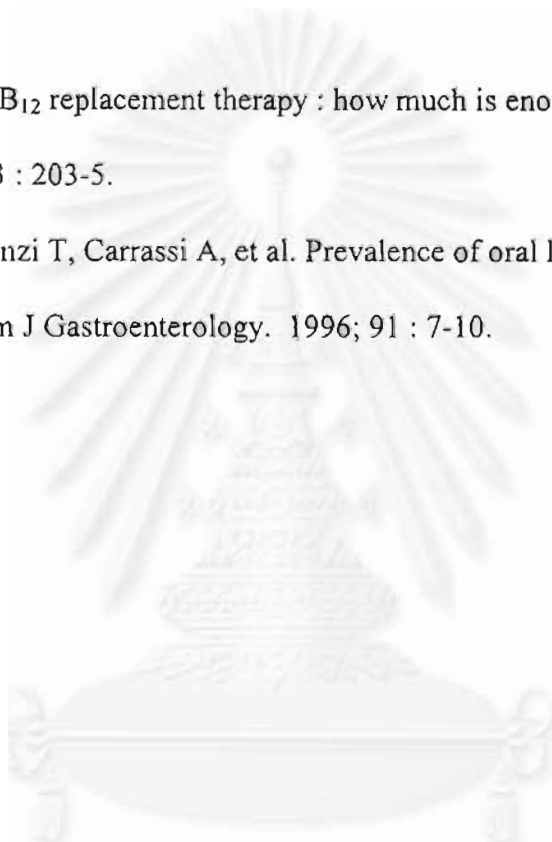 B₁₂ replacement therapy : how much is eno
: 203-5.
nzi T, Carrassi A, et al. Prevalence of oral
J Gastroenterology. 1996; 91 : 7-10.